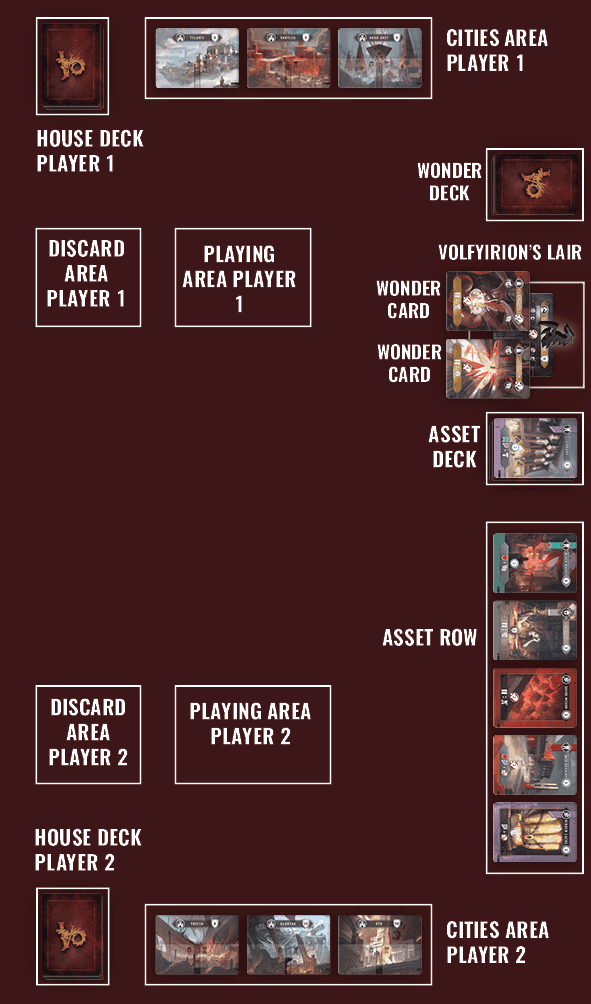 CITIES AREA
PLAYER 1
HOUSE DECK
PLAYER 1
WONDER
DECK
DISCARD
AREA
PLAYER 1
PLAYING
AREA PLAYER
1
VOLFYIRION'S LAIR
WONDER
CARD
WONDER
CARD
ASSET
DECK
ASSET ROW
DISCARD
AREA
PLAYER 2
PLAYING AREA
PLAYER 2
HOUSE DECK
PLAYER 2
CITIES AREA
PLAYER 2